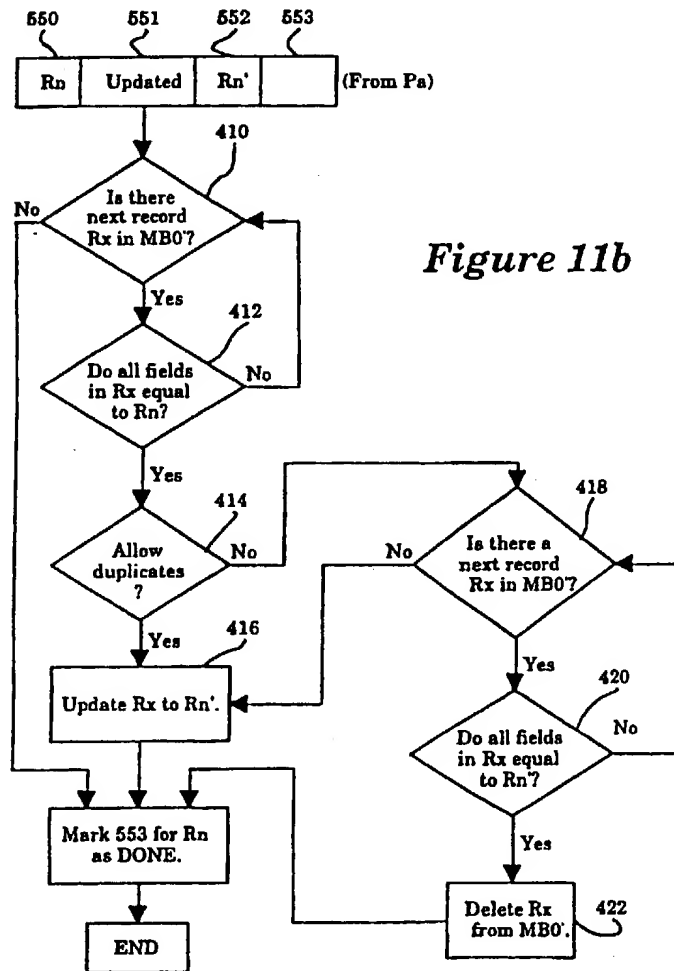 550 551 552 553
Rn Updated Rn' (From Pa)
410
Is there
next record
Rx in MB0'?
No
Figure 11b
Yes
412
Do all fields
in Rx equal
to Rn?
No
Yes
414
Allow
duplicates
?
No
418
Is there a
next record
Rx in MB0'?
No
Yes
416
Update Rx to Rn'.
Yes
420
Do all fields
in Rx equal
to Rn'?
No
Mark 553 for Rn
as DONE.
Yes
Delete Rx
from MB0'.
422
END